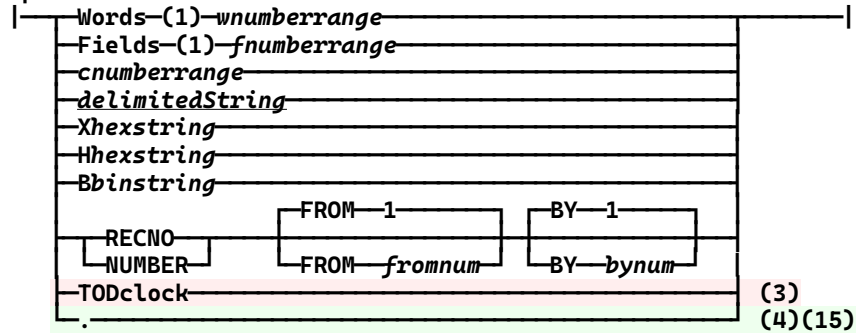 Words (1) wnumberrange
Fields (1) fnumberrange
cnumberrange
delimitedString
Xhexstring
Hhexstring
Bbinstring
FROM 1 BY 1
RECNO
NUMBER FROM fromnum BY bynum
TODclock (3)
. (4)(15)